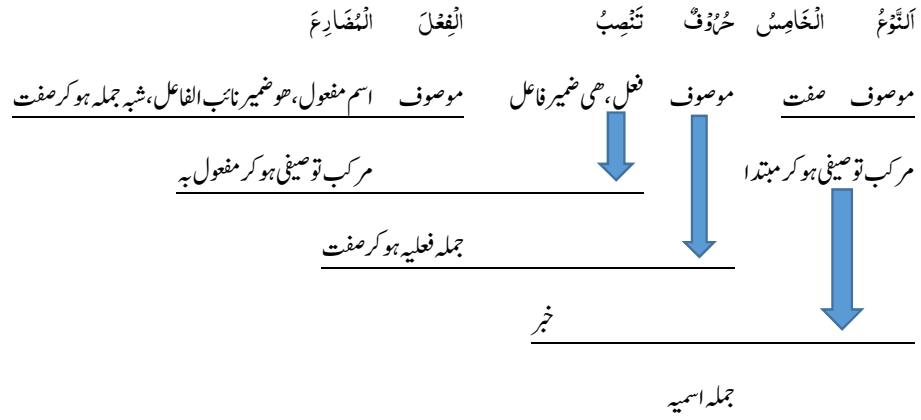 اَلنَّوْعُ الْخَامِسُ حُرُوْفٌ تَنْصِبُ الْفِعْلَ الْمُضَارِعَ
موصوف صفت موصوف فعل،ھی ضمیر فاعل موصوف اسم مفعول،ھو ضمیر نائب الفاعل،شبہ جملہ ہو کر صفت
مرکب توصیفی ہو کر مبتدا مرکب توصیفی ہو کر مفعول بہ
جملہ فعلیہ ہو کر صفت
خبر
جملہ اسمیہ